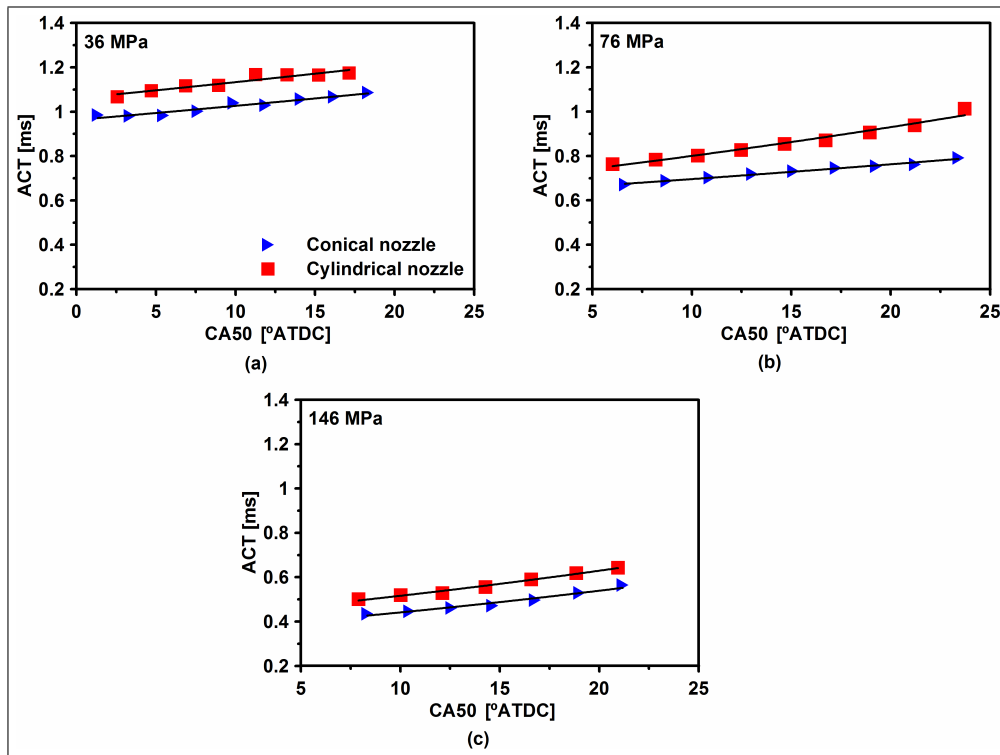 36 MPa
ACT [ms]
1.4
1.2
1
0.8
0.6
0.4
0.2
Conical nozzle
Cylindrical nozzle
0 5 10 15 20 25
CA50 [ºATDC]
(a)
76 MPa
ACT [ms]
1.4
1.2
1
0.8
0.6
0.4
0.2
5 10 15 20 25
CA50 [ºATDC]
(b)
146 MPa
ACT [ms]
1.4
1.2
1
0.8
0.6
0.4
0.2
5 10 15 20 25
CA50 [ºATDC]
(c)